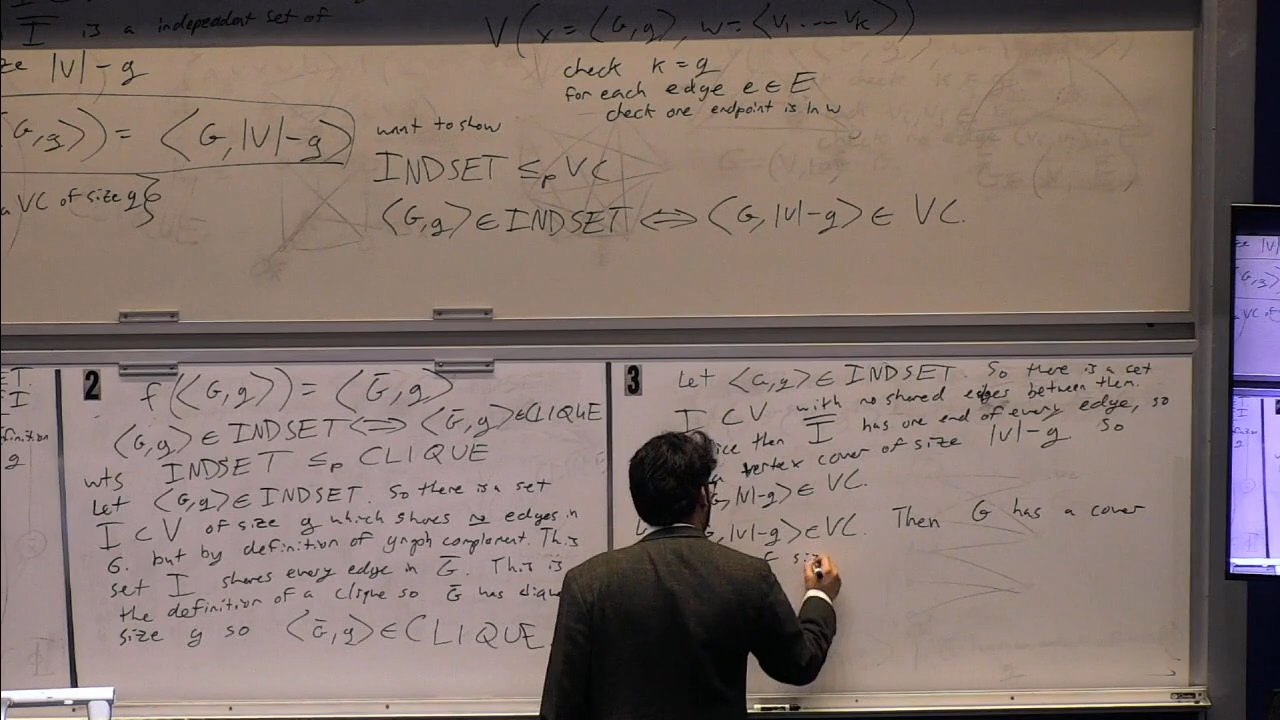 I is a independent set of
ze |V| - g
G, g⟩) = ⟨G, |V| - g⟩
a VC of size g}
V(x = ⟨G, g⟩, w = ⟨v₁ ... vₖ⟩)
check k = g
for each edge e ∈ E
check one endpoint is in w
want to show
INDSET ≤p VC
⟨G, g⟩ ∈ INDSET ⟺ ⟨G, |V| - g⟩ ∈ VC.
ET.
I
finition
g
2
f(⟨G, g⟩) = ⟨G̅, g⟩
⟨G, g⟩ ∈ INDSET ⟺ ⟨G̅, g⟩ ∈ CLIQUE
wts INDSET ≤p CLIQUE
Let ⟨G, g⟩ ∈ INDSET. So there is a set
I ⊂ V of size g which shares no edges in
G. but by definition of graph complement. This
set I shares every edge in G̅. This is
the definition of a clique so G̅ has clique
size g so ⟨G̅, g⟩ ∈ CLIQUE.
3
Let ⟨G, g⟩ ∈ INDSET. So there is a set
I ⊂ V with no shared edges between them.
then I̅ has one end of every edge, so
vertex cover of size |V| - g so
G, |V| - g⟩ ∈ VC.
G, |V| - g⟩ ∈ VC. Then G has a cover